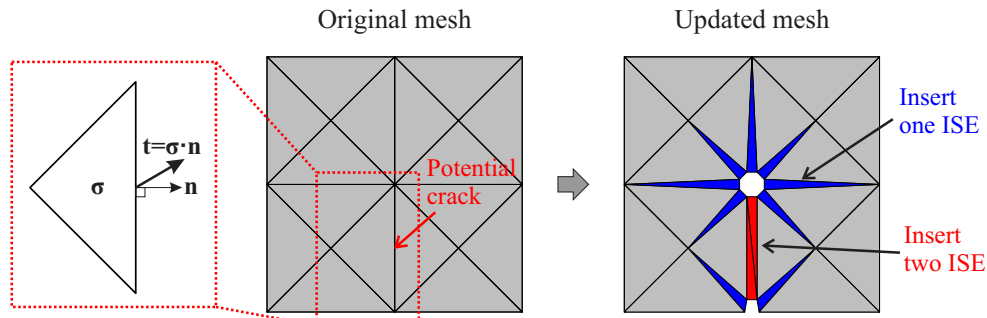 Original mesh
Updated mesh
t=σ·n
σ
n
Potential
crack
Insert
one ISE
Insert
two ISE